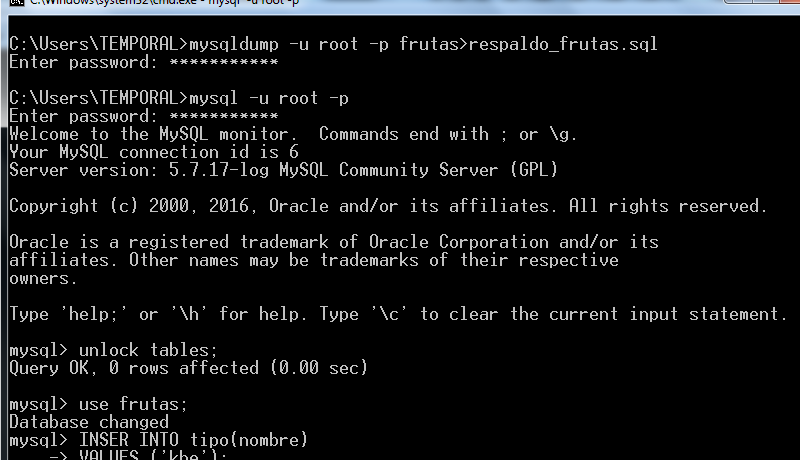 C:\Windows\system32\cmd.exe - mysql -u root -p
C:\Users\TEMPORAL>mysqldump -u root -p frutas>respaldo_frutas.sql
Enter password: ***********
C:\Users\TEMPORAL>mysql -u root -p
Enter password: ***********
Welcome to the MySQL monitor.  Commands end with ; or \g.
Your MySQL connection id is 6
Server version: 5.7.17-log MySQL Community Server (GPL)
Copyright (c) 2000, 2016, Oracle and/or its affiliates. All rights reserved.
Oracle is a registered trademark of Oracle Corporation and/or its
affiliates. Other names may be trademarks of their respective
owners.
Type 'help;' or '\h' for help. Type '\c' to clear the current input statement.
mysql> unlock tables;
Query OK, 0 rows affected (0.00 sec)
mysql> use frutas;
Database changed
mysql> INSER INTO tipo(nombre)
    -> VALUES ('kbe');